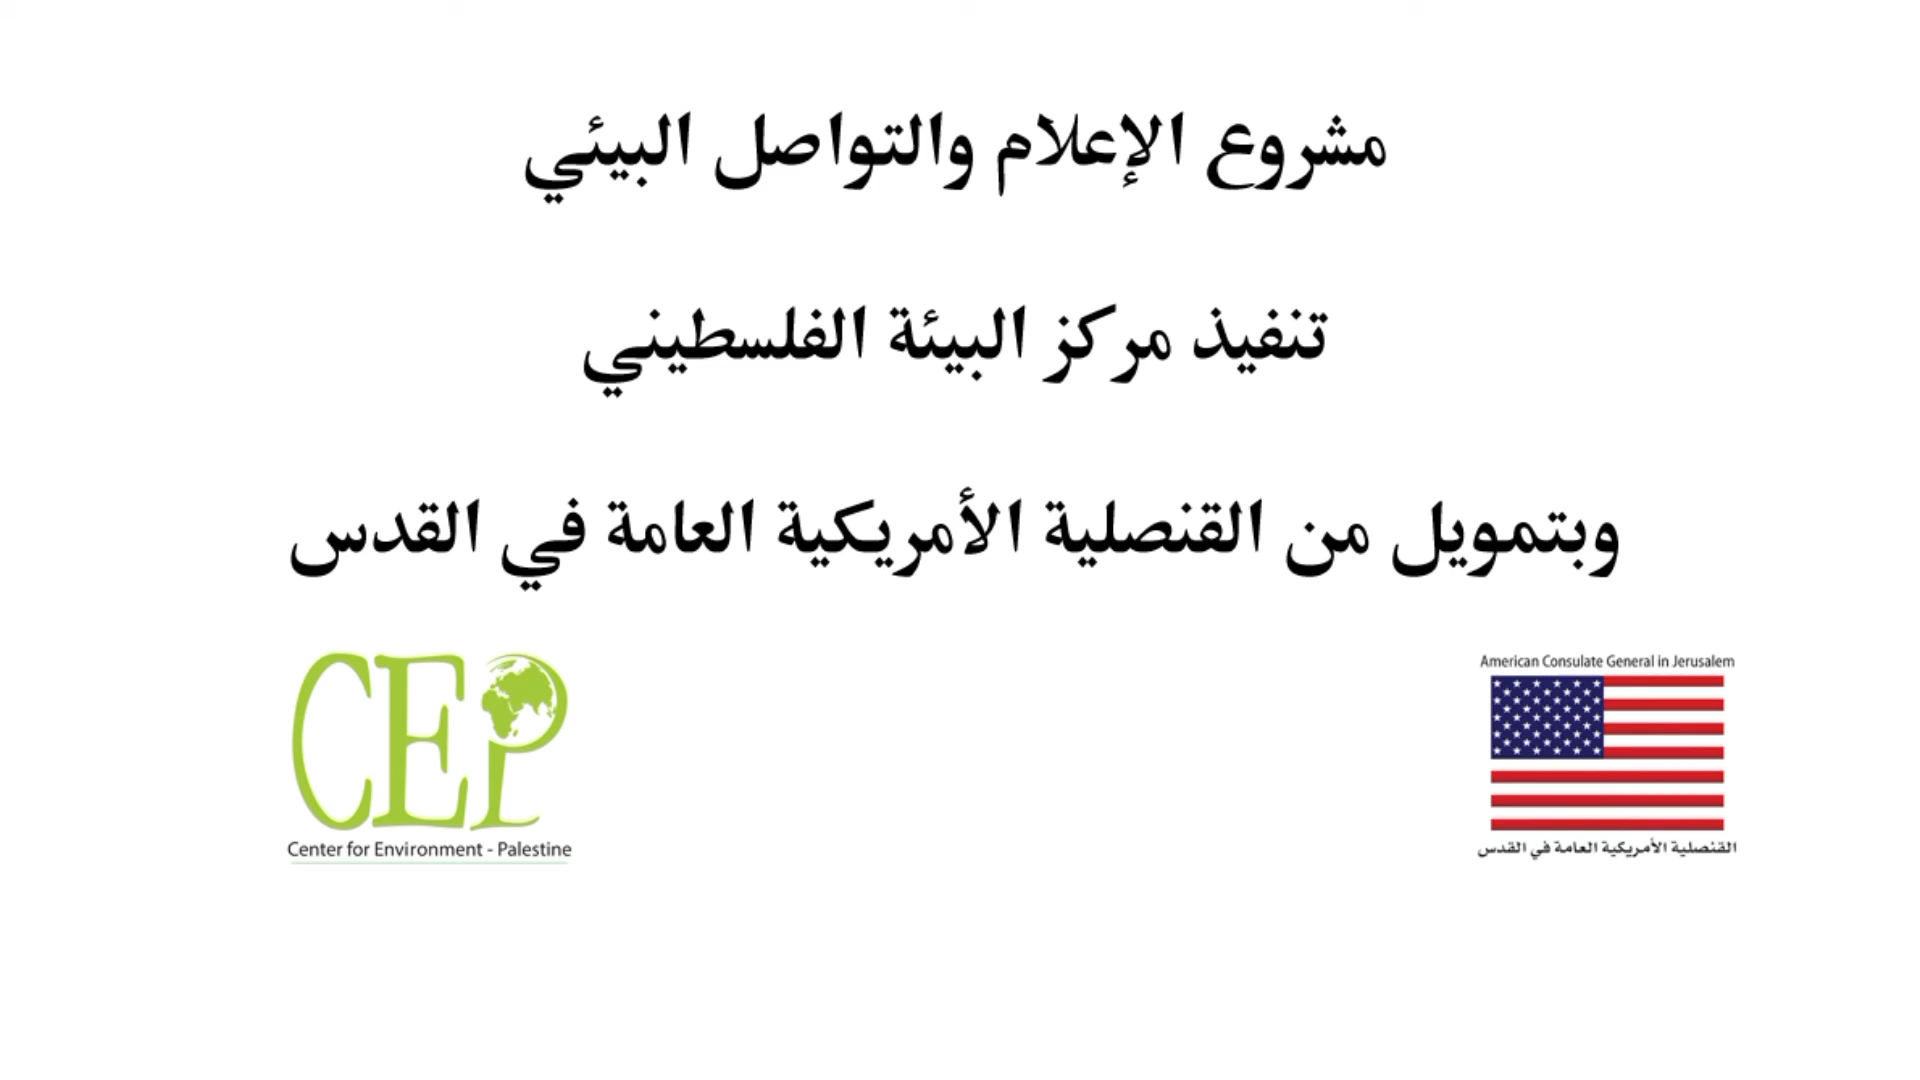 مشروع الإعلام والتواصل البيئي
تنفيذ مركز البيئة الفلسطيني
وبتمويل من القنصلية الأمريكية العامة في القدس
CEP
Center for Environment - Palestine
American Consulate General in Jerusalem
القنصلية الأمريكية العامة في القدس